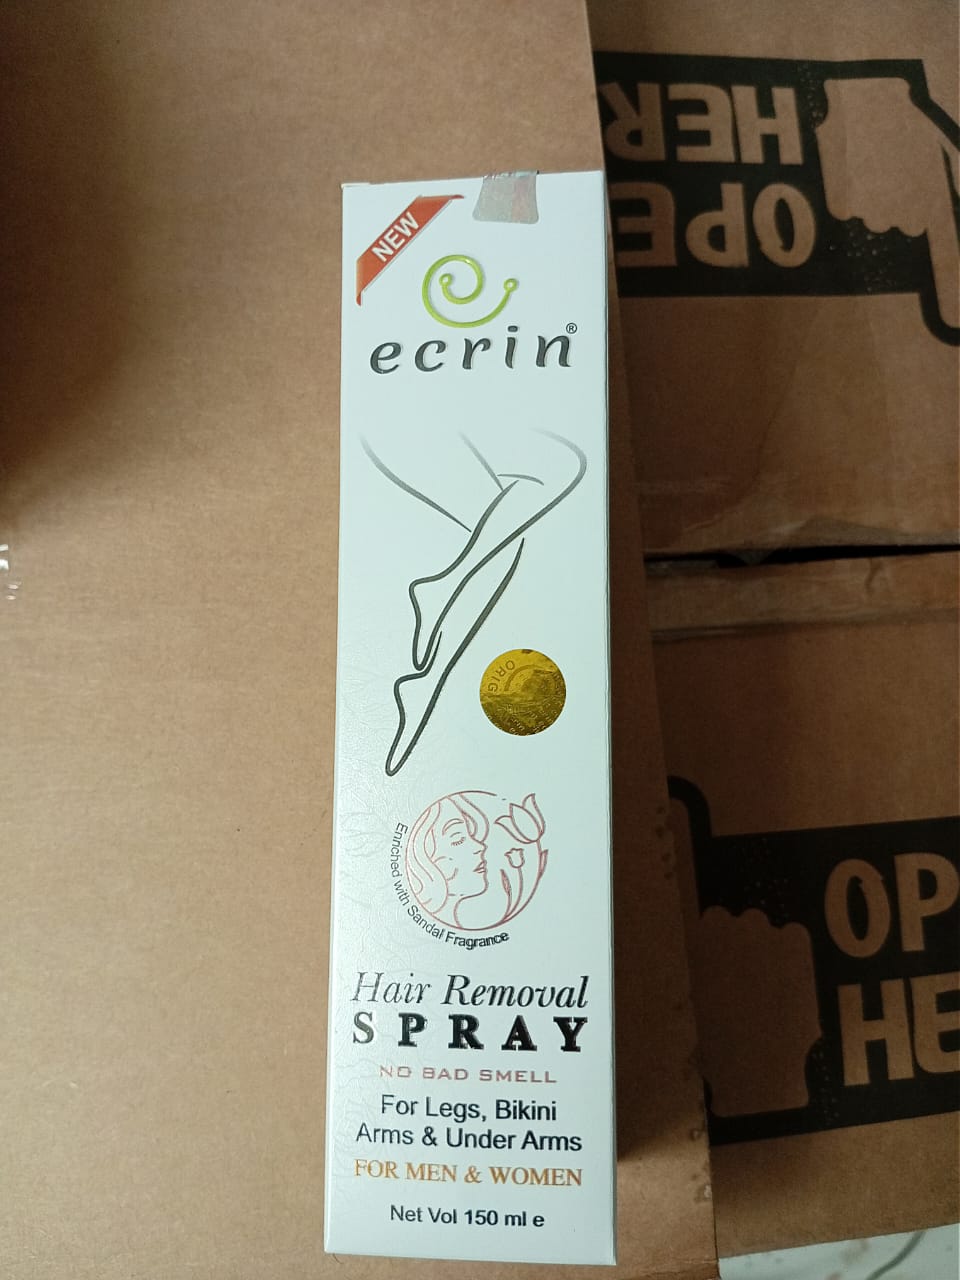 NEW
ecrin®
ORIG
Enriched with Sandal Fragrance
Hair Removal
SPRAY
NO BAD SMELL
For Legs, Bikini
Arms & Under Arms
FOR MEN & WOMEN
Net Vol 150 ml e
OPE
HER
OP
HE